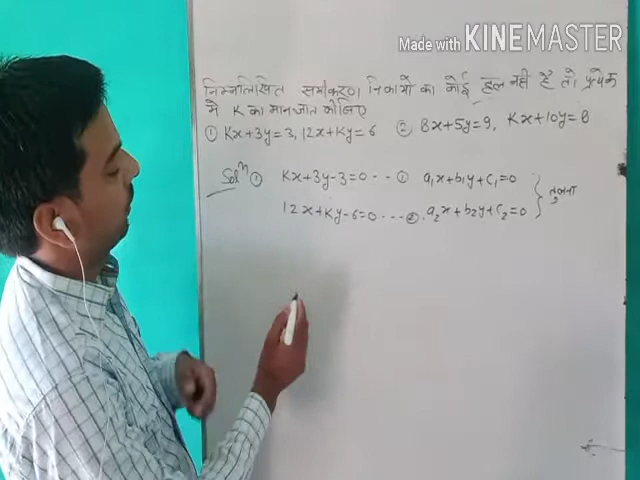 Made with KINEMASTER
निम्नलिखित समीकरण निकायों का कोई हल नहीं है तो प्रत्येक
में K का मान ज्ञात कीजिए
① Kx+3y=3, 12x+Ky=6 ② 8x+5y=9, Kx+10y=8
Solⁿ ① Kx+3y-3=0 --① a₁x+b₁y+c₁=0
12x+Ky-6=0 ---② a₂x+b₂y+c₂=0
तुलना